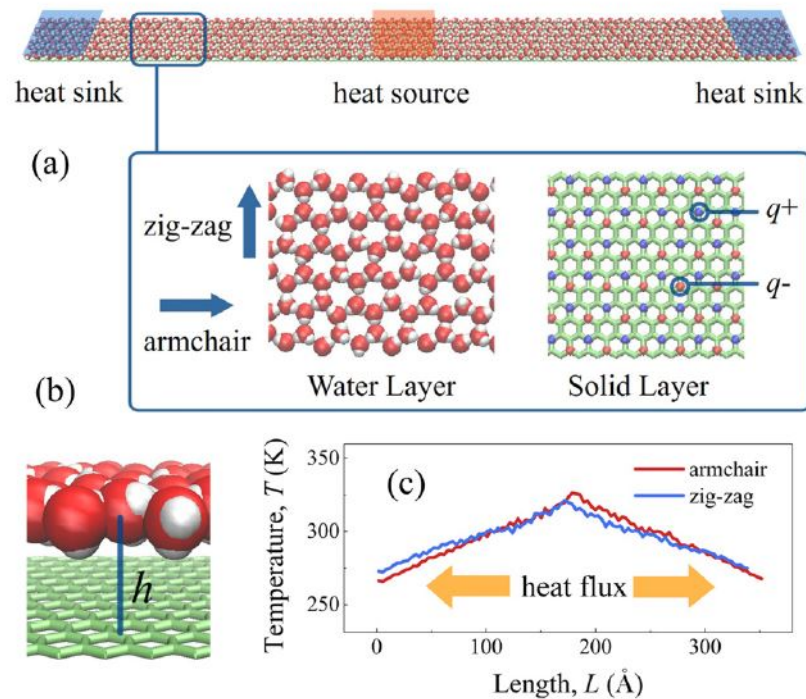 heat sink heat source heat sink
(a)
zig-zag
armchair
q+
q-
Water Layer Solid Layer
(b)
h
(c)
armchair
zig-zag
heat flux
Temperature, T (K)
350
300
250
0 100 200 300
Length, L (Å)